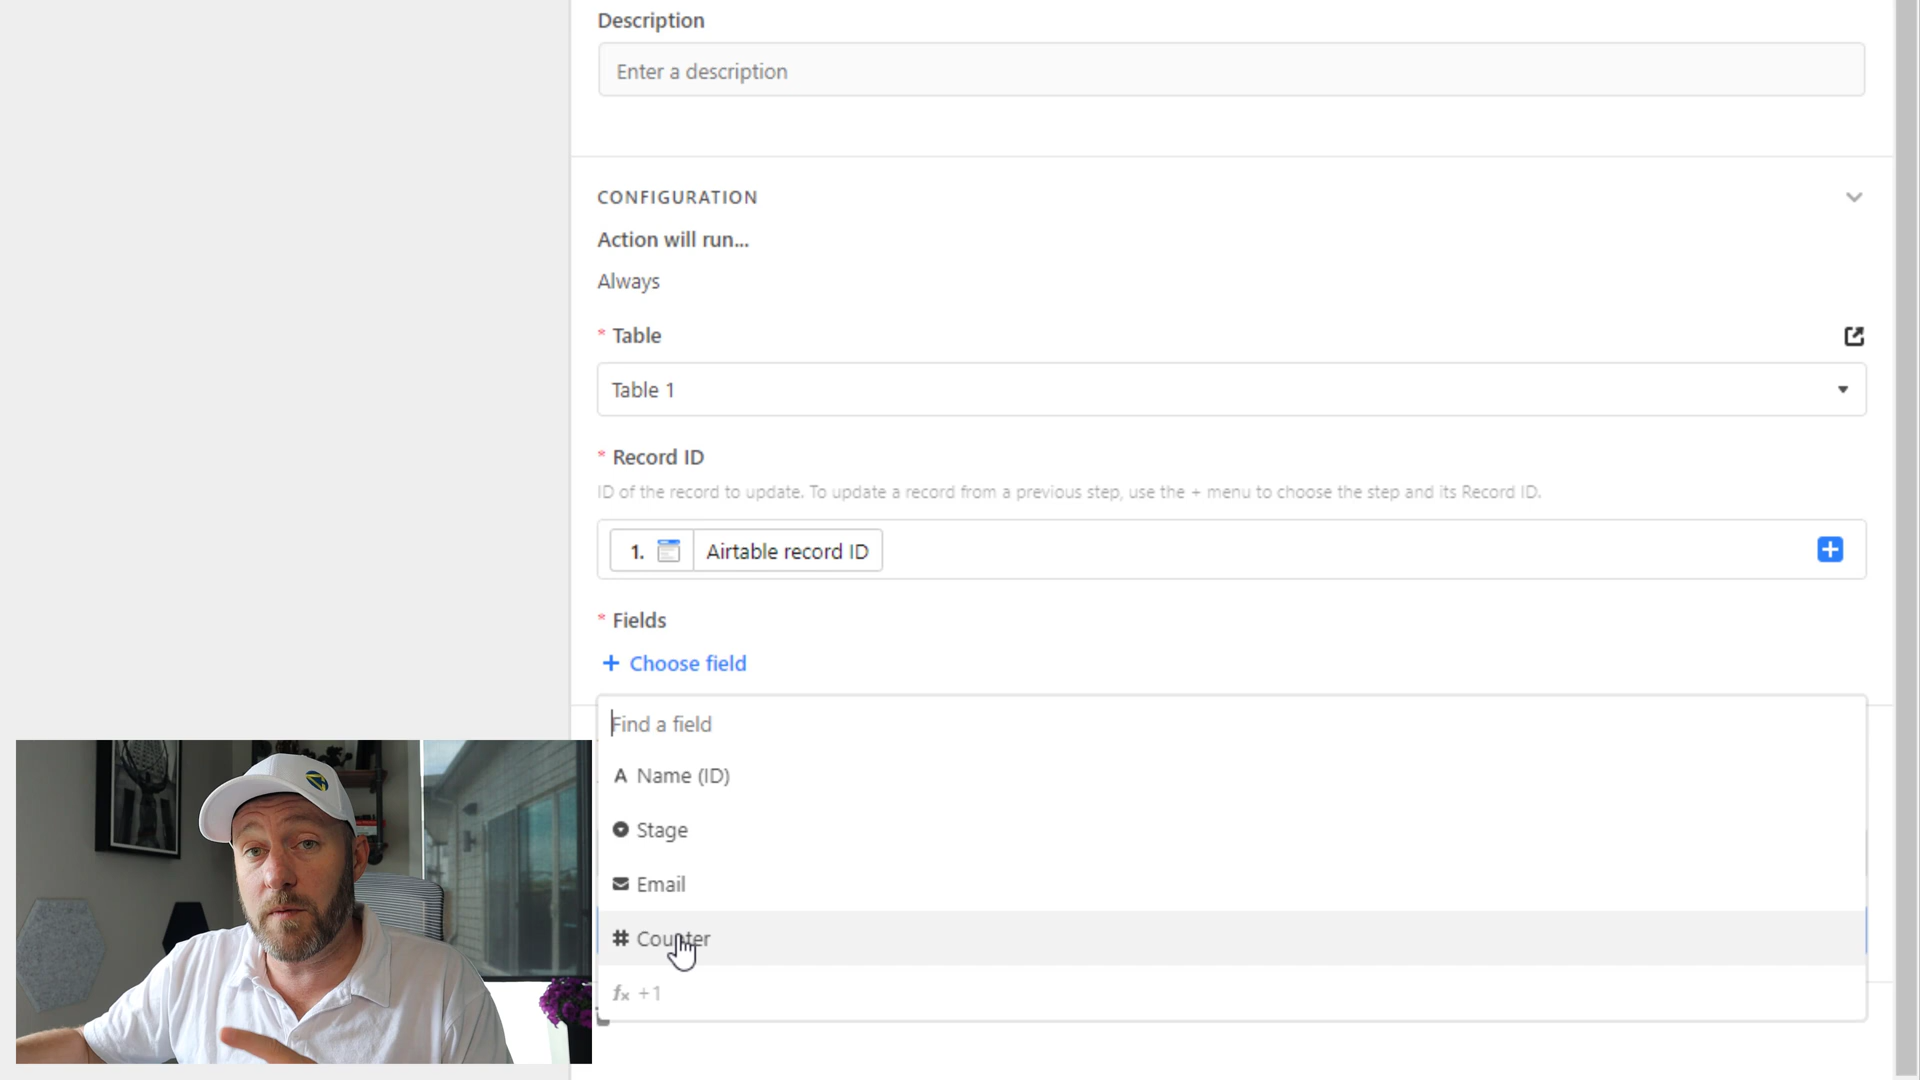 Description
Enter a description
CONFIGURATION
Action will run...
Always
* Table
Table 1
* Record ID
ID of the record to update. To update a record from a previous step, use the + menu to choose the step and its Record ID.
1. Airtable record ID
* Fields
+ Choose field
Find a field
A Name (ID)
Stage
Email
# Counter
fx +1